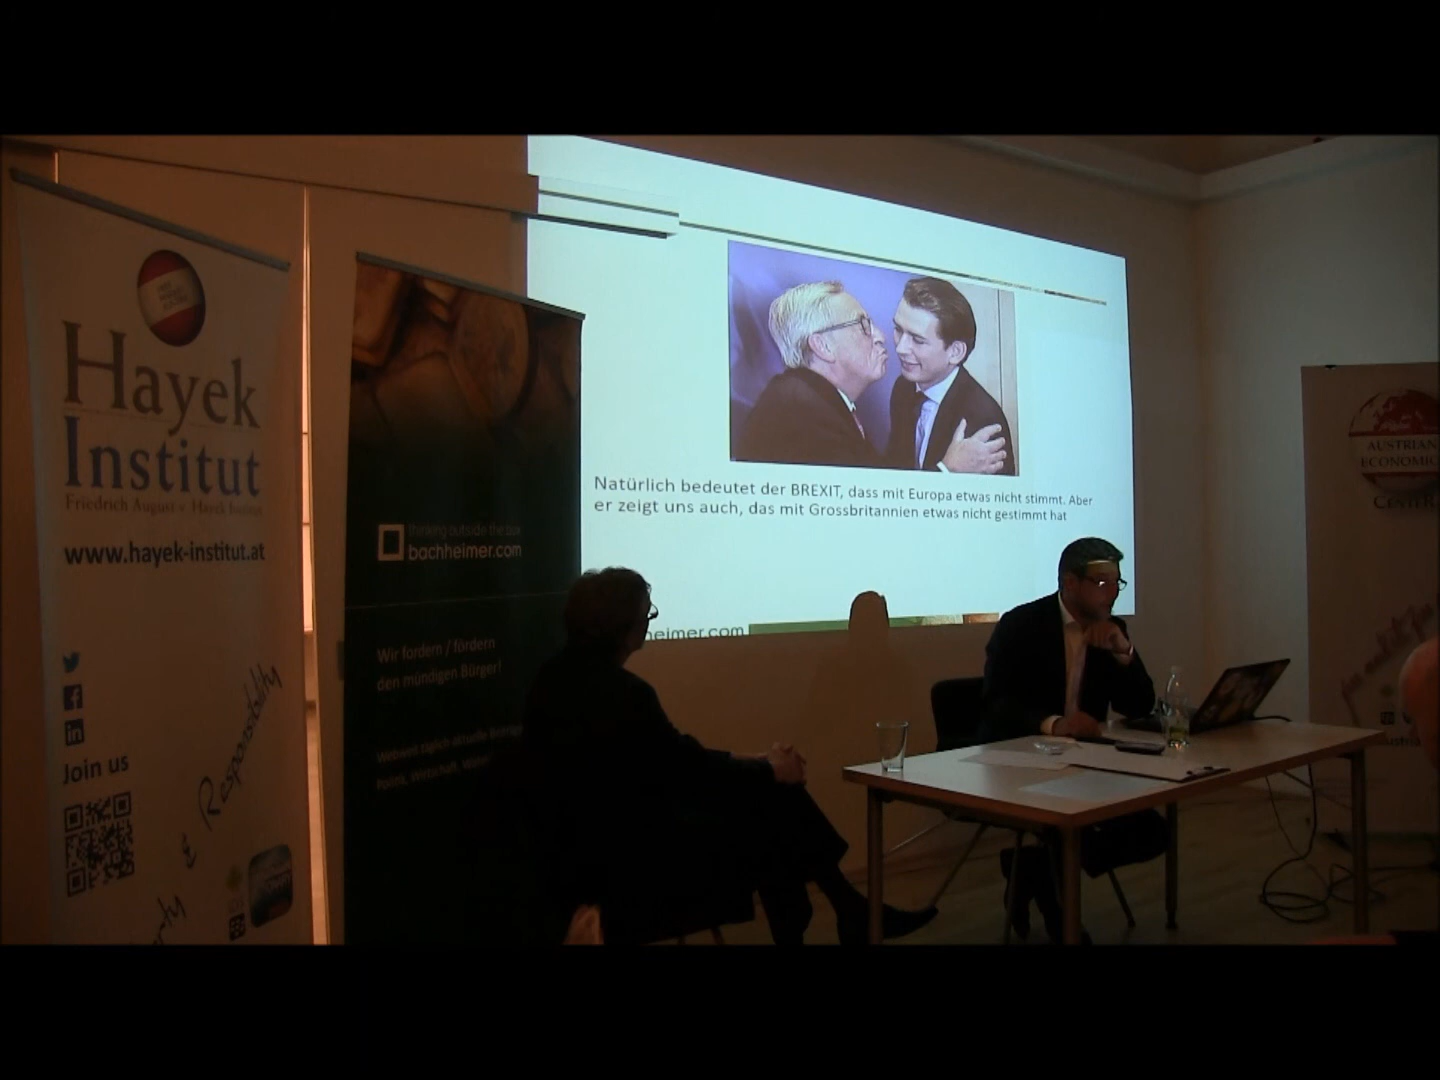 Hayek
Institut
Friedrich August v. Hayek Institut
www.hayek-institut.at
Join us
& Responsibility
thinking outside the box
bachheimer.com
Wir fordern / fördern
den mündigen Bürger!
Natürlich bedeutet der BREXIT, dass mit Europa etwas nicht stimmt. Aber
er zeigt uns auch, das mit Grossbritannien etwas nicht gestimmt hat
heimer.com
AUSTRIAN
ECONOMIC
CENTER